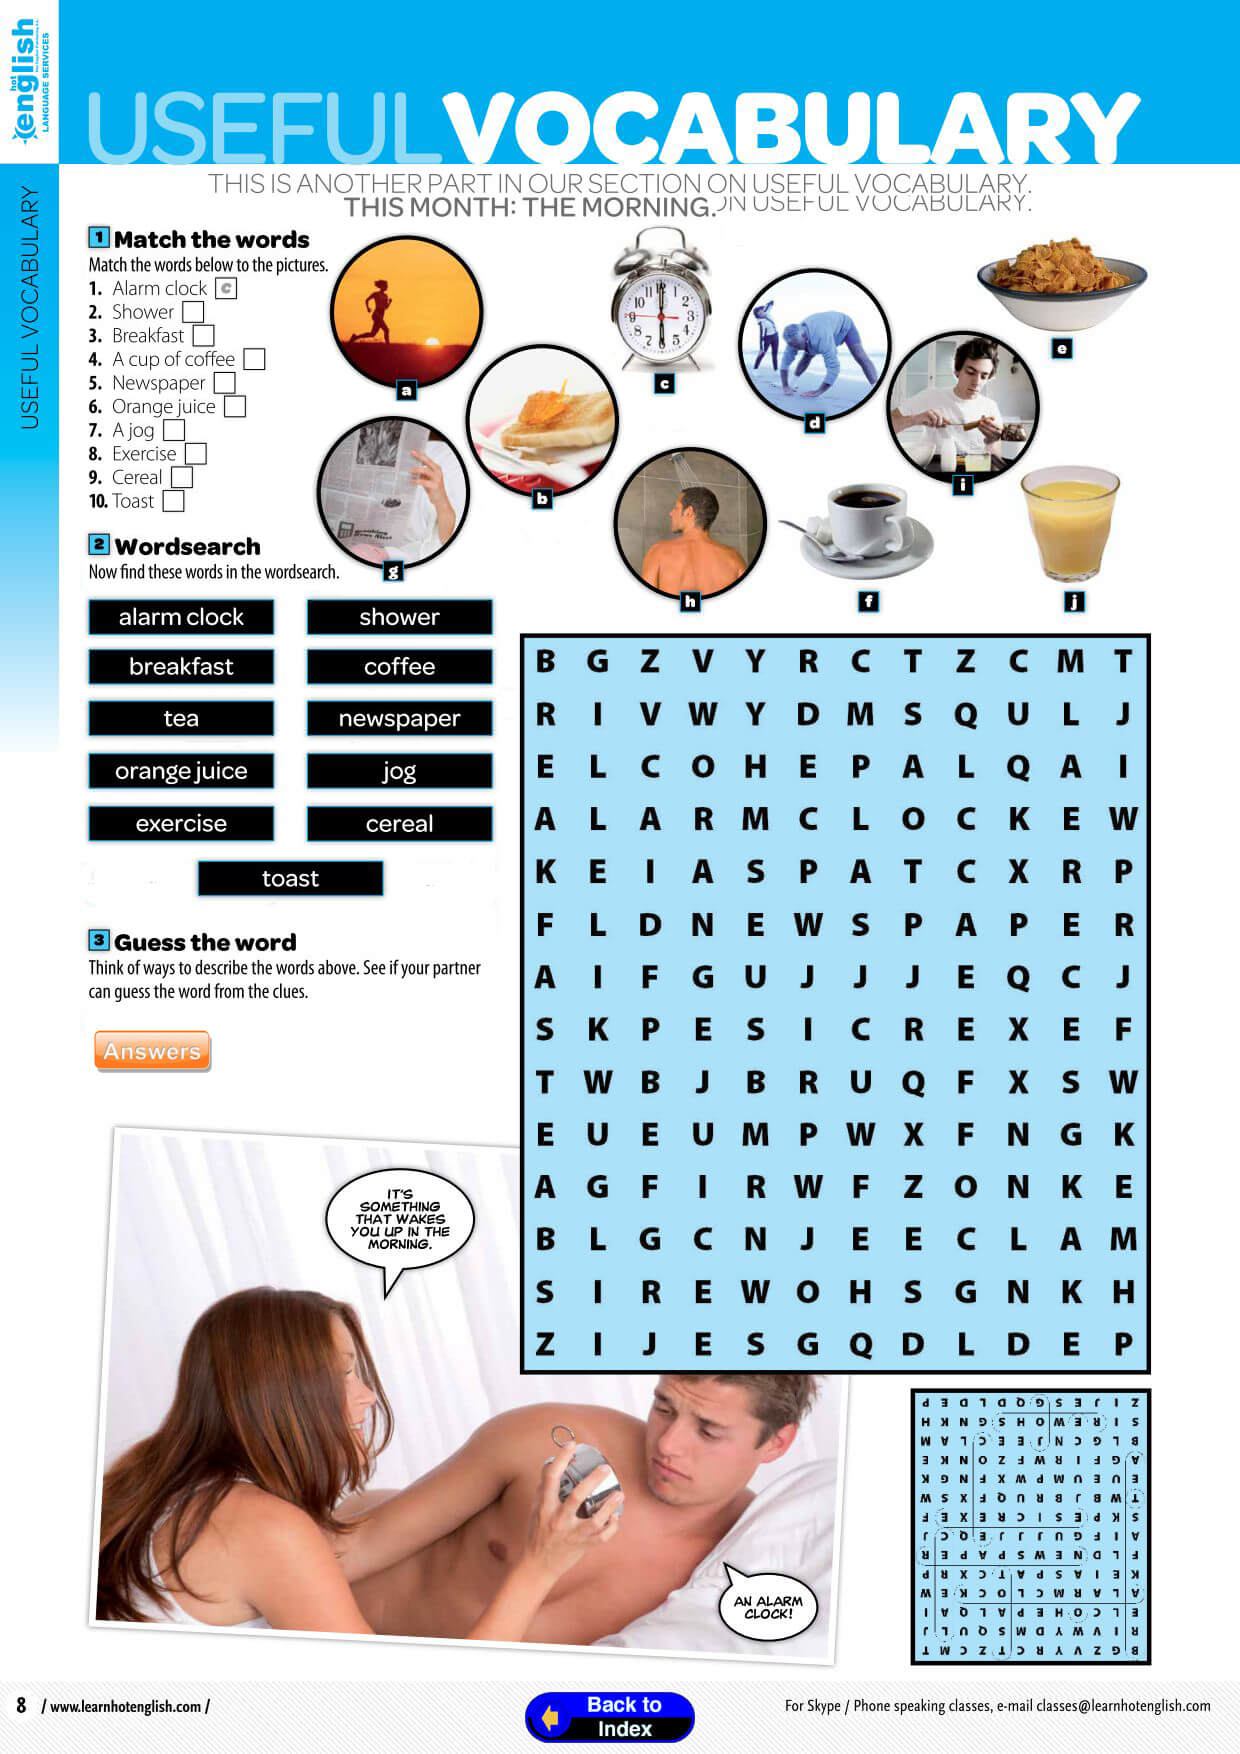 hot
english
LANGUAGE SERVICES
USEFUL VOCABULARY
USEFUL VOCABULARY
THIS IS ANOTHER PART IN OUR SECTION ON USEFUL VOCABULARY.
THIS MONTH: THE MORNING. ON USEFUL VOCABULARY.
1 Match the words
Match the words below to the pictures.
1. Alarm clock c
2. Shower
3. Breakfast
4. A cup of coffee
5. Newspaper
6. Orange juice
7. A jog
8. Exercise
9. Cereal
10. Toast
a
b
c
d
e
g
h
f
i
j
2 Wordsearch
Now find these words in the wordsearch.
alarm clock shower
breakfast coffee
tea newspaper
orange juice jog
exercise cereal
toast
3 Guess the word
Think of ways to describe the words above. See if your partner
can guess the word from the clues.
Answers
B G Z V Y R C T Z C M T
R I V W Y D M S Q U L J
E L C O H E P A L Q A I
A L A R M C L O C K E W
K E I A S P A T C X R P
F L D N E W S P A P E R
A I F G U J J J E Q C J
S K P E S I C R E X E F
T W B J B R U Q F X S W
E U E U M P W X F N G K
A G F I R W F Z O N K E
B L G C N J E E C L A M
S I R E W O H S G N K H
Z I J E S G Q D L D E P
IT'S
SOMETHING
THAT WAKES
YOU UP IN THE
MORNING.
AN ALARM
CLOCK!
B G Z V Y R C T Z C M T
R I V W Y D M S Q U L J
E L C O H E P A L Q A I
A L A R M C L O C K E W
K E I A S P A T C X R P
F L D N E W S P A P E R
A I F G U J J J E Q C J
S K P E S I C R E X E F
T W B J B R U Q F X S W
E U E U M P W X F N G K
A G F I R W F Z O N K E
B L G C N J E E C L A M
S I R E W O H S G N K H
Z I J E S G Q D L D E P
8 / www.learnhotenglish.com /
Back to
Index
For Skype / Phone speaking classes, e-mail classes@learnhotenglish.com